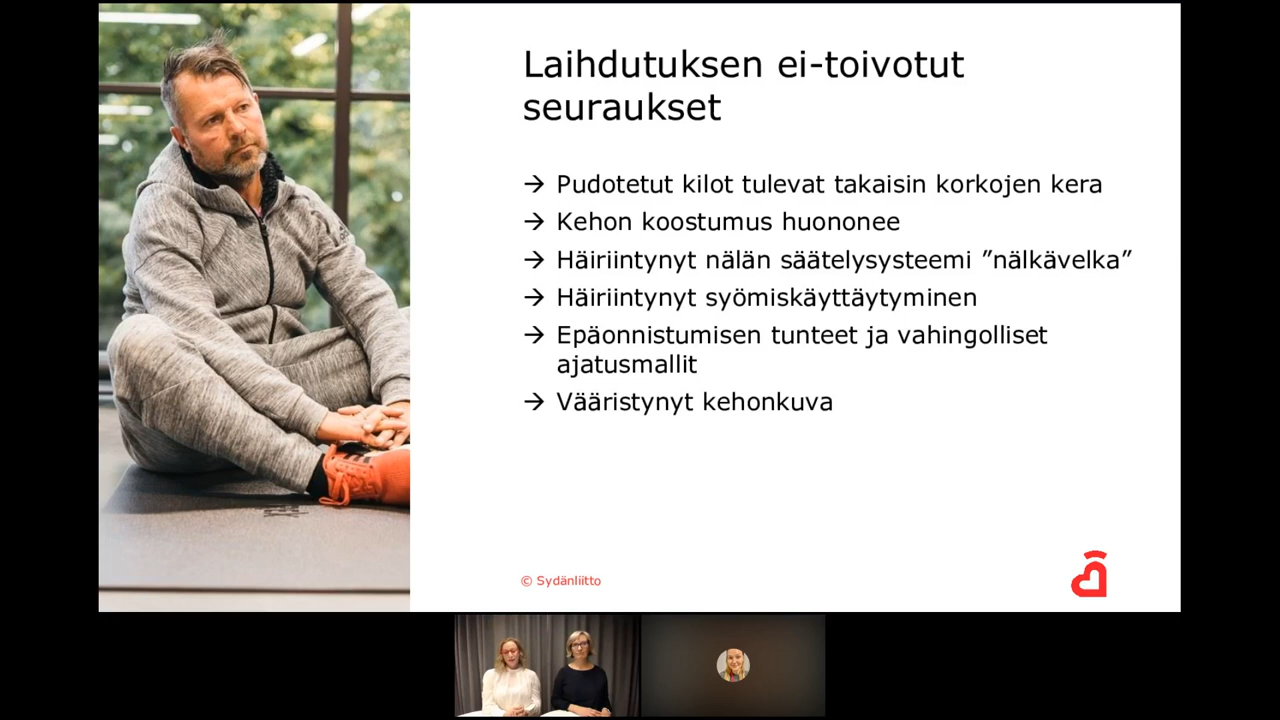 Laihdutuksen ei-toivotut
seuraukset
→ Pudotetut kilot tulevat takaisin korkojen kera
→ Kehon koostumus huononee
→ Häiriintynyt nälän säätelysysteemi ”nälkävelka”
→ Häiriintynyt syömiskäyttäytyminen
→ Epäonnistumisen tunteet ja vahingolliset
ajatusmallit
→ Vääristynyt kehonkuva
© Sydänliitto